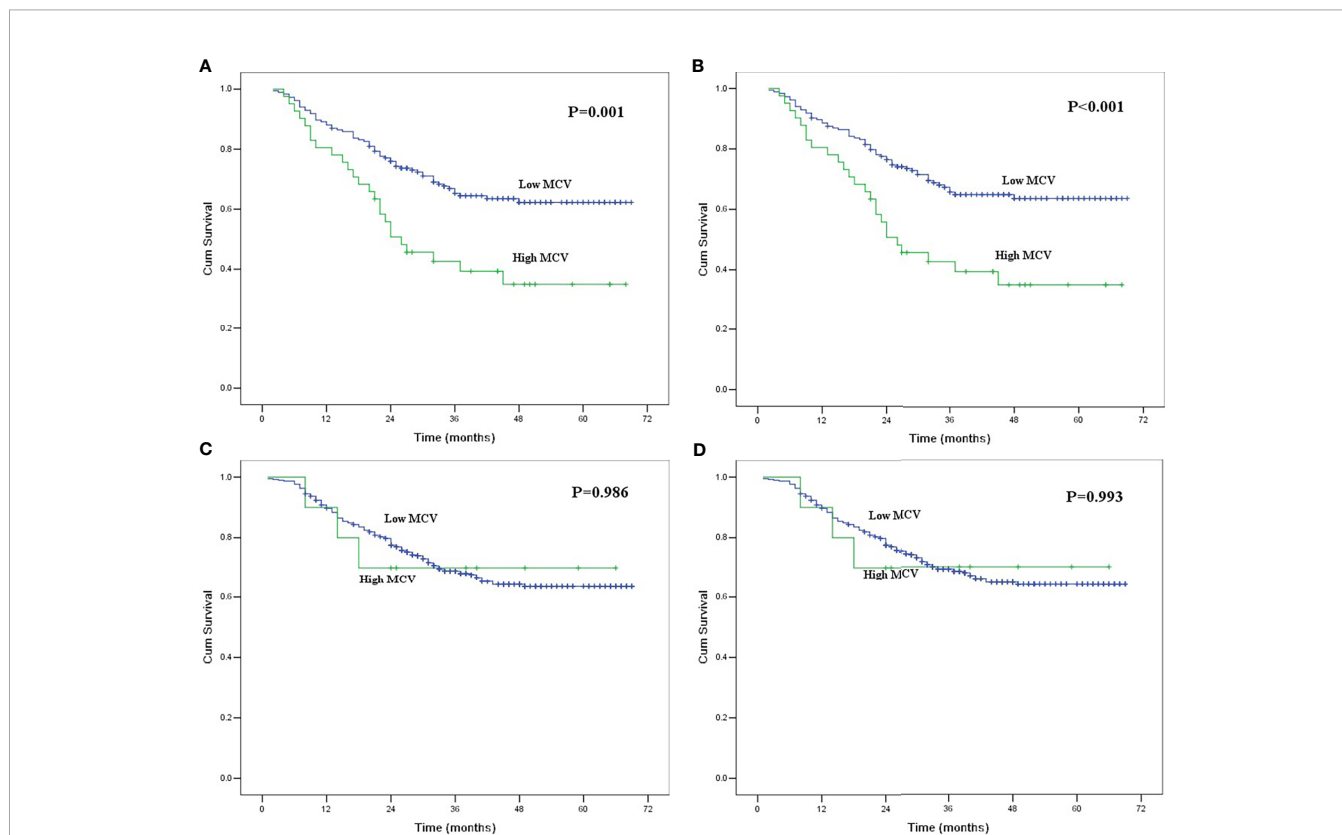 A
P=0.001
1.0
0.8
0.6
0.4
0.2
0.0
Cum Survival
Low MCV
High MCV
0 12 24 36 48 60 72
Time (months)
B
P<0.001
1.0
0.8
0.6
0.4
0.2
0.0
Cum Survival
Low MCV
High MCV
0 12 24 36 48 60 72
Time (months)
C
P=0.986
1.0
0.8
0.6
0.4
0.2
0.0
Cum Survival
Low MCV
High MCV
0 12 24 36 48 60 72
Time (months)
D
P=0.993
1.0
0.8
0.6
0.4
0.2
0.0
Cum Survival
Low MCV
High MCV
0 12 24 36 48 60 72
Time (months)